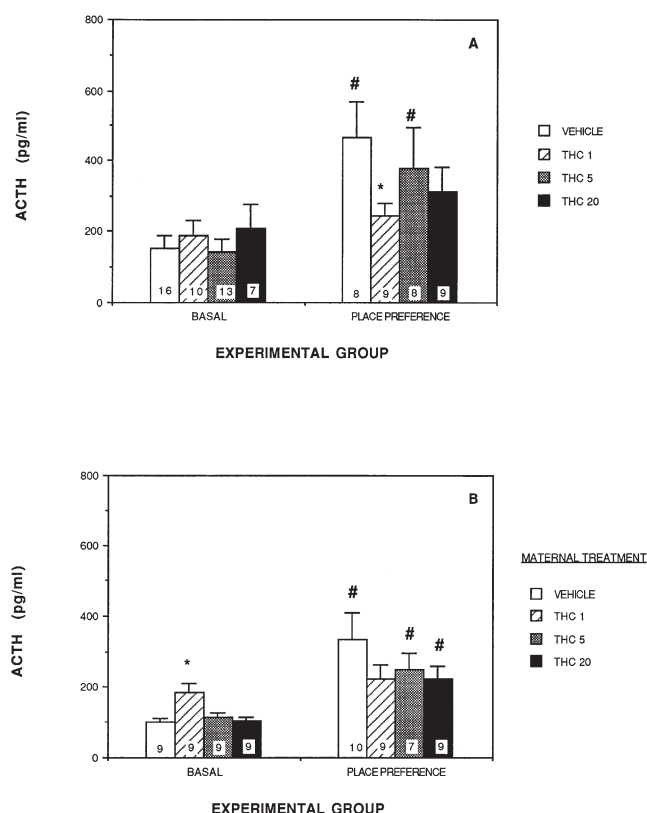 800
A
600
#
#
ACTH (pg/ml)
VEHICLE
THC 1
THC 5
THC 20
400
*
200
16 10 13 7 8 9 8 9
0
BASAL PLACE PREFERENCE
EXPERIMENTAL GROUP
800
B
600
MATERNAL TREATMENT
ACTH (pg/ml)
VEHICLE
THC 1
THC 5
THC 20
#
400
# #
*
200
9 9 9 9 10 9 7 9
0
BASAL PLACE PREFERENCE
EXPERIMENTAL GROUP